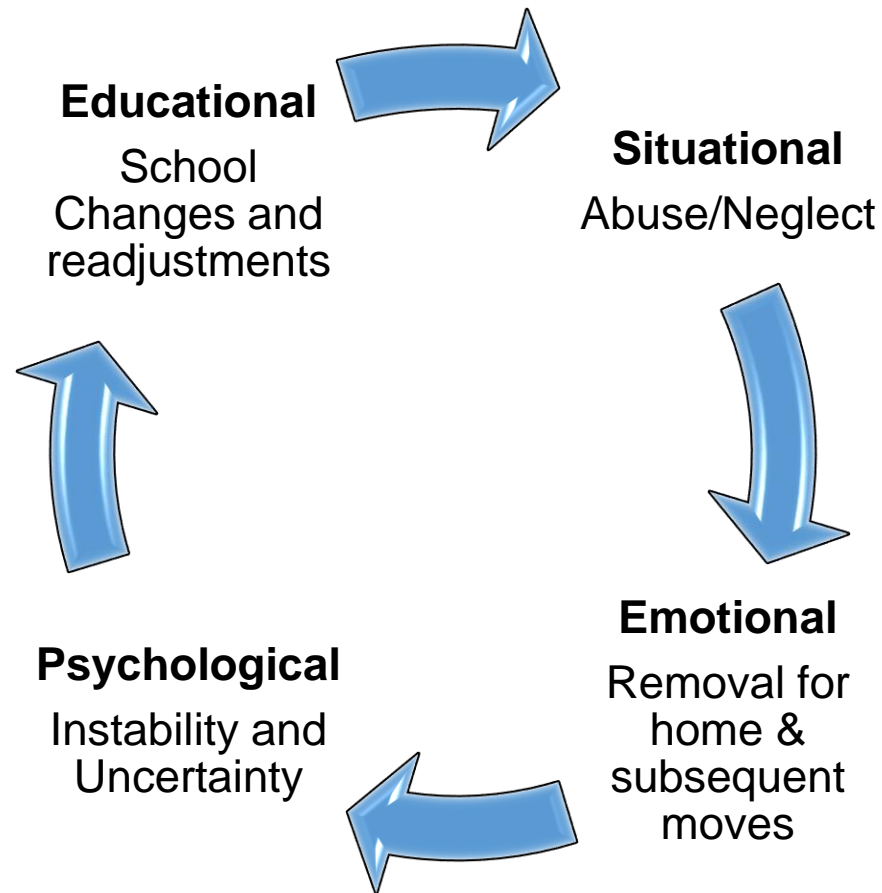 Educational
School
Changes and
readjustments
Situational
Abuse/Neglect
Emotional
Removal for
home &
subsequent
moves
Psychological
Instability and
Uncertainty